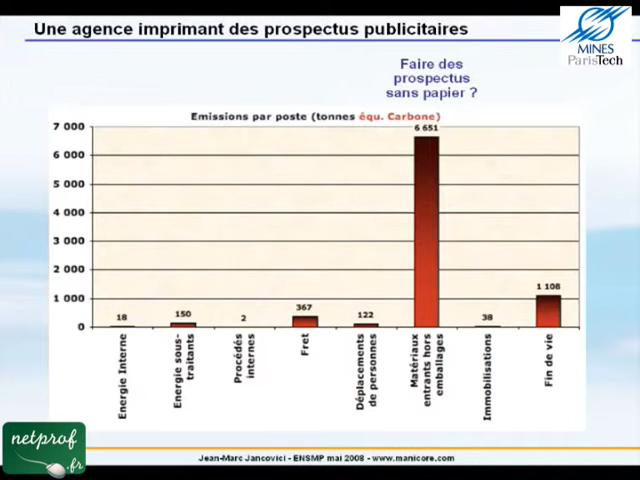 Une agence imprimant des prospectus publicitaires
MINES
ParisTech
Faire des
prospectus
sans papier ?
Emissions par poste (tonnes équ. Carbone)
7 000
6 000
5 000
4 000
3 000
2 000
1 000
0
18
150
2
367
122
6 651
38
1 108
Energie Interne
Energie sous-
traitants
Procédés
internes
Fret
Déplacements
de personnes
Matériaux
entrants hors
emballages
Immobilisations
Fin de vie
netprof
.fr
Jean-Marc Jancovici - ENSMP mai 2008 - www.manicore.com